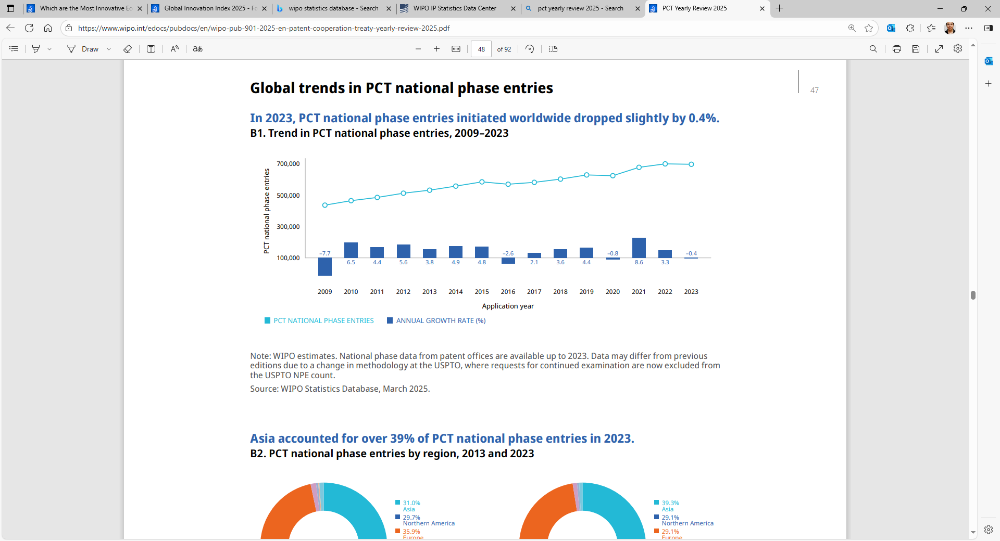 Which are the Most Innovative Ec
Global Innovation Index 2025 - Fo
wipo statistics database - Search
WIPO IP Statistics Data Center
pct yearly review 2025 - Search
PCT Yearly Review 2025
https://www.wipo.int/edocs/pubdocs/en/wipo-pub-901-2025-en-patent-cooperation-treaty-yearly-review-2025.pdf
Draw
aあ
48 of 92
Global trends in PCT national phase entries
47
In 2023, PCT national phase entries initiated worldwide dropped slightly by 0.4%.
B1. Trend in PCT national phase entries, 2009–2023
PCT national phase entries
700,000
500,000
300,000
100,000
–7.7 6.5 4.4 5.6 3.8 4.9 4.8 –2.6 2.1 3.6 4.4 –0.8 8.6 3.3 –0.4
2009 2010 2011 2012 2013 2014 2015 2016 2017 2018 2019 2020 2021 2022 2023
Application year
PCT NATIONAL PHASE ENTRIES ANNUAL GROWTH RATE (%)
Note: WIPO estimates. National phase data from patent offices are available up to 2023. Data may differ from previous
editions due to a change in methodology at the USPTO, where requests for continued examination are now excluded from
the USPTO NPE count.
Source: WIPO Statistics Database, March 2025.
Asia accounted for over 39% of PCT national phase entries in 2023.
B2. PCT national phase entries by region, 2013 and 2023
31.0%
Asia
29.7%
Northern America
35.9%
Europe
39.3%
Asia
29.1%
Northern America
29.1%
Europe